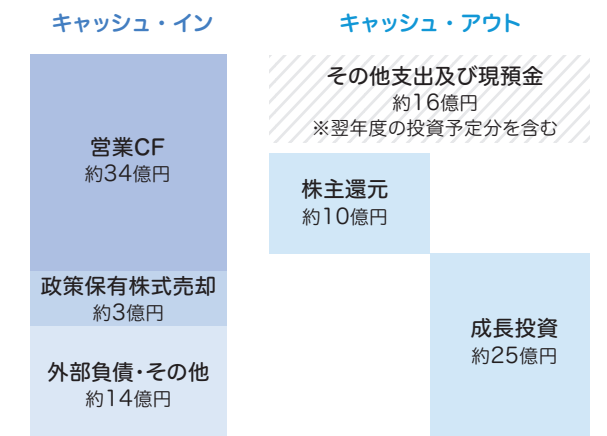 キャッシュ・イン
営業CF
約34億円
政策保有株式売却
約3億円
外部負債・その他
約14億円
キャッシュ・アウト
その他支出及び現預金
約16億円
※翌年度の投資予定分を含む
株主還元
約10億円
成長投資
約25億円